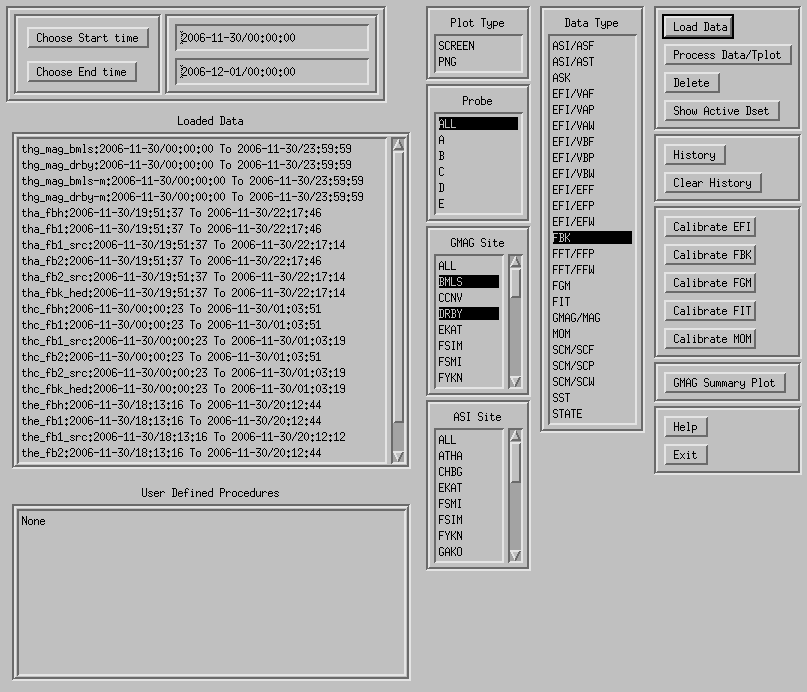 Choose Start time
2006-11-30/00:00:00
Choose End time
2006-12-01/00:00:00
Loaded Data
thg_mag_bmls:2006-11-30/00:00:00 To 2006-11-30/23:59:59
thg_mag_drby:2006-11-30/00:00:00 To 2006-11-30/23:59:59
thg_mag_bmls-m:2006-11-30/00:00:00 To 2006-11-30/23:59:59
thg_mag_drby-m:2006-11-30/00:00:00 To 2006-11-30/23:59:59
tha_fbh:2006-11-30/19:51:37 To 2006-11-30/22:17:46
tha_fb1:2006-11-30/19:51:37 To 2006-11-30/22:17:46
tha_fb1_src:2006-11-30/19:51:37 To 2006-11-30/22:17:14
tha_fb2:2006-11-30/19:51:37 To 2006-11-30/22:17:46
tha_fb2_src:2006-11-30/19:51:37 To 2006-11-30/22:17:14
tha_fbk_hed:2006-11-30/19:51:37 To 2006-11-30/22:17:14
thc_fbh:2006-11-30/00:00:23 To 2006-11-30/01:03:51
thc_fb1:2006-11-30/00:00:23 To 2006-11-30/01:03:51
thc_fb1_src:2006-11-30/00:00:23 To 2006-11-30/01:03:19
thc_fb2:2006-11-30/00:00:23 To 2006-11-30/01:03:51
thc_fb2_src:2006-11-30/00:00:23 To 2006-11-30/01:03:19
thc_fbk_hed:2006-11-30/00:00:23 To 2006-11-30/01:03:19
the_fbh:2006-11-30/18:13:16 To 2006-11-30/20:12:44
the_fb1:2006-11-30/18:13:16 To 2006-11-30/20:12:44
the_fb1_src:2006-11-30/18:13:16 To 2006-11-30/20:12:12
the_fb2:2006-11-30/18:13:16 To 2006-11-30/20:12:44
User Defined Procedures
None
Plot Type
SCREEN
PNG
Probe
ALL
A
B
C
D
E
GMAG Site
ALL
BMLS
CCNV
DRBY
EKAT
FSIM
FSMI
FYKN
ASI Site
ALL
ATHA
CHBG
EKAT
FSMI
FSIM
FYKN
GAKO
Data Type
ASI/ASF
ASI/AST
ASK
EFI/VAF
EFI/VAP
EFI/VAW
EFI/VBF
EFI/VBP
EFI/VBW
EFI/EFF
EFI/EFP
EFI/EFW
FBK
FFT/FFP
FFT/FFW
FGM
FIT
GMAG/MAG
MOM
SCM/SCF
SCM/SCP
SCM/SCW
SST
STATE
Load Data
Process Data/Tplot
Delete
Show Active Dset
History
Clear History
Calibrate EFI
Calibrate FBK
Calibrate FGM
Calibrate FIT
Calibrate MOM
GMAG Summary Plot
Help
Exit